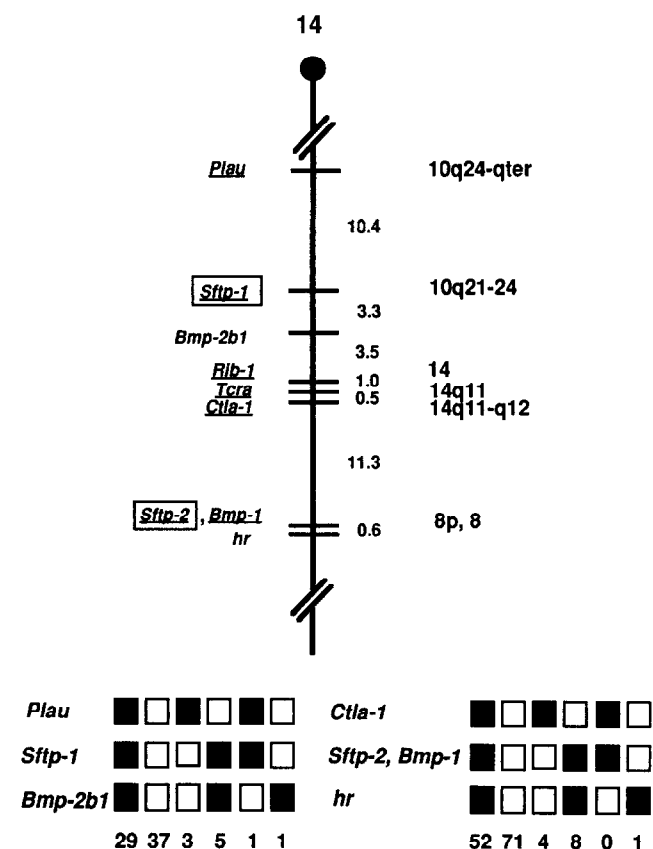 14
Plau 10q24-qter
10.4
Sftp-1 10q21-24
3.3
Bmp-2b1
3.5
Rib-1 14
1.0
Tcra 14q11
0.5
Ctla-1 14q11-q12
11.3
Sftp-2 , Bmp-1 8p, 8
hr 0.6
Plau
Sftp-1
Bmp-2b1
29 37 3 5 1 1
Ctla-1
Sftp-2, Bmp-1
hr
52 71 4 8 0 1